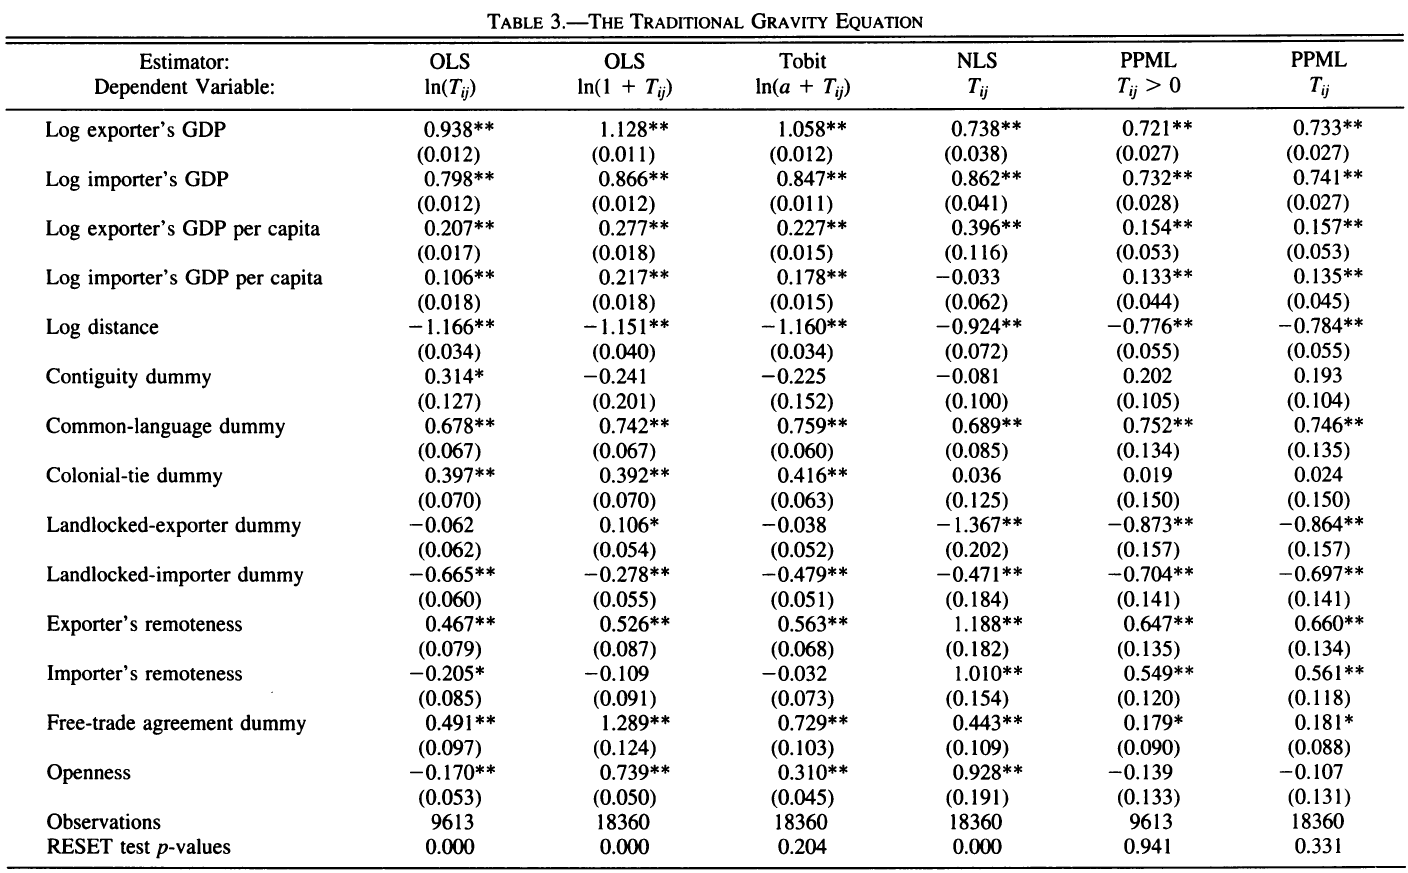 TABLE 3.—THE TRADITIONAL GRAVITY EQUATION
Estimator: OLS OLS Tobit NLS PPML PPML
Dependent Variable: ln(Tij) ln(1 + Tij) ln(a + Tij) Tij Tij > 0 Tij
Log exporter's GDP 0.938** 1.128** 1.058** 0.738** 0.721** 0.733**
(0.012) (0.011) (0.012) (0.038) (0.027) (0.027)
Log importer's GDP 0.798** 0.866** 0.847** 0.862** 0.732** 0.741**
(0.012) (0.012) (0.011) (0.041) (0.028) (0.027)
Log exporter's GDP per capita 0.207** 0.277** 0.227** 0.396** 0.154** 0.157**
(0.017) (0.018) (0.015) (0.116) (0.053) (0.053)
Log importer's GDP per capita 0.106** 0.217** 0.178** −0.033 0.133** 0.135**
(0.018) (0.018) (0.015) (0.062) (0.044) (0.045)
Log distance −1.166** −1.151** −1.160** −0.924** −0.776** −0.784**
(0.034) (0.040) (0.034) (0.072) (0.055) (0.055)
Contiguity dummy 0.314* −0.241 −0.225 −0.081 0.202 0.193
(0.127) (0.201) (0.152) (0.100) (0.105) (0.104)
Common-language dummy 0.678** 0.742** 0.759** 0.689** 0.752** 0.746**
(0.067) (0.067) (0.060) (0.085) (0.134) (0.135)
Colonial-tie dummy 0.397** 0.392** 0.416** 0.036 0.019 0.024
(0.070) (0.070) (0.063) (0.125) (0.150) (0.150)
Landlocked-exporter dummy −0.062 0.106* −0.038 −1.367** −0.873** −0.864**
(0.062) (0.054) (0.052) (0.202) (0.157) (0.157)
Landlocked-importer dummy −0.665** −0.278** −0.479** −0.471** −0.704** −0.697**
(0.060) (0.055) (0.051) (0.184) (0.141) (0.141)
Exporter's remoteness 0.467** 0.526** 0.563** 1.188** 0.647** 0.660**
(0.079) (0.087) (0.068) (0.182) (0.135) (0.134)
Importer's remoteness −0.205* −0.109 −0.032 1.010** 0.549** 0.561**
(0.085) (0.091) (0.073) (0.154) (0.120) (0.118)
Free-trade agreement dummy 0.491** 1.289** 0.729** 0.443** 0.179* 0.181*
(0.097) (0.124) (0.103) (0.109) (0.090) (0.088)
Openness −0.170** 0.739** 0.310** 0.928** −0.139 −0.107
(0.053) (0.050) (0.045) (0.191) (0.133) (0.131)
Observations 9613 18360 18360 18360 9613 18360
RESET test p-values 0.000 0.000 0.204 0.000 0.941 0.331